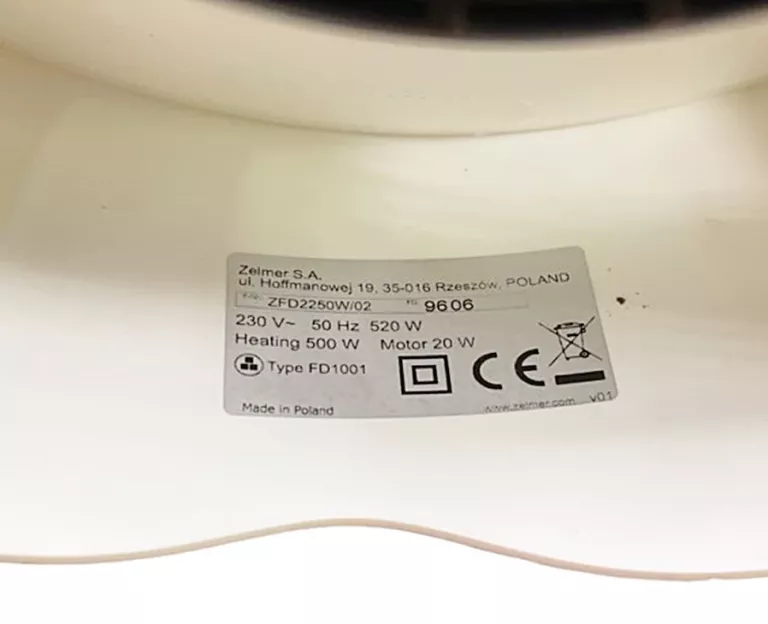 Zelmer S.A.
ul. Hoffmanowej 19, 35-016 Rzeszów, POLAND
ZFD2250W/02 9606
230 V~ 50 Hz 520 W
Heating 500 W Motor 20 W
Type FD1001
CE
Made in Poland www.zelmer.com v01